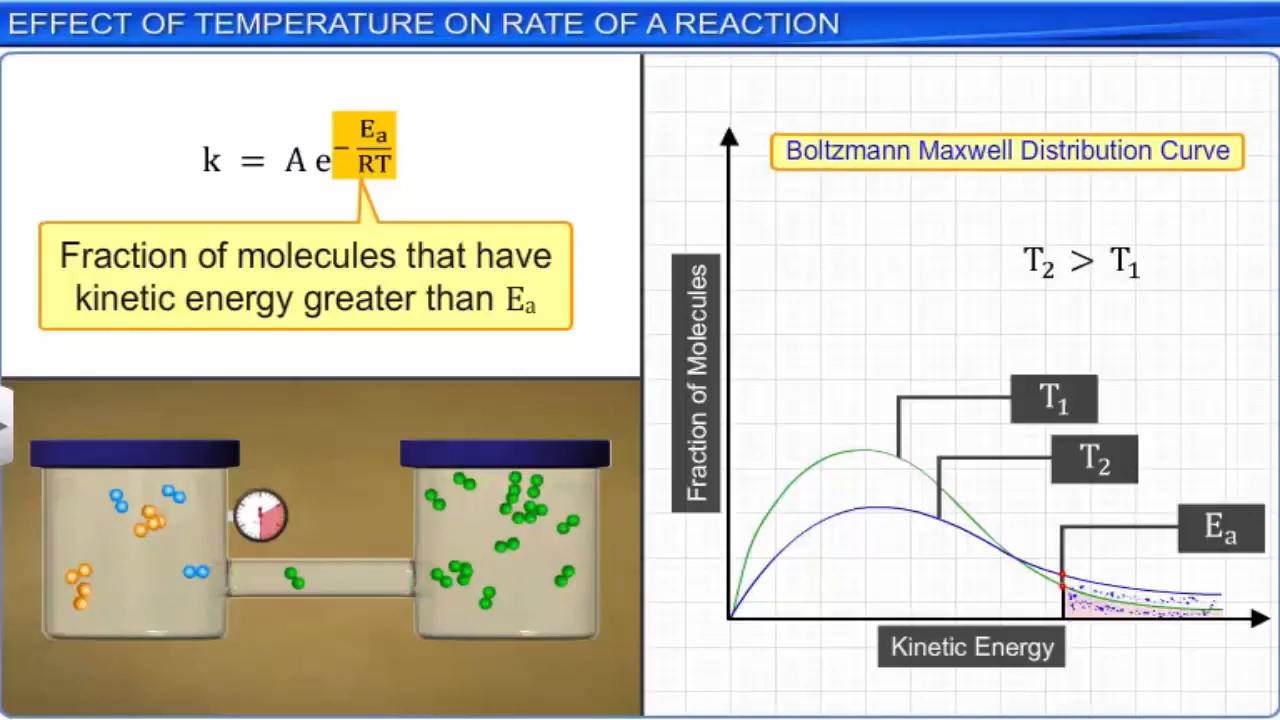 EFFECT OF TEMPERATURE ON RATE OF A REACTION
k = A e^(-Eₐ/RT)
Fraction of molecules that have
kinetic energy greater than Eₐ
Boltzmann Maxwell Distribution Curve
T₂ > T₁
Fraction of Molecules
T₁
T₂
Eₐ
Kinetic Energy